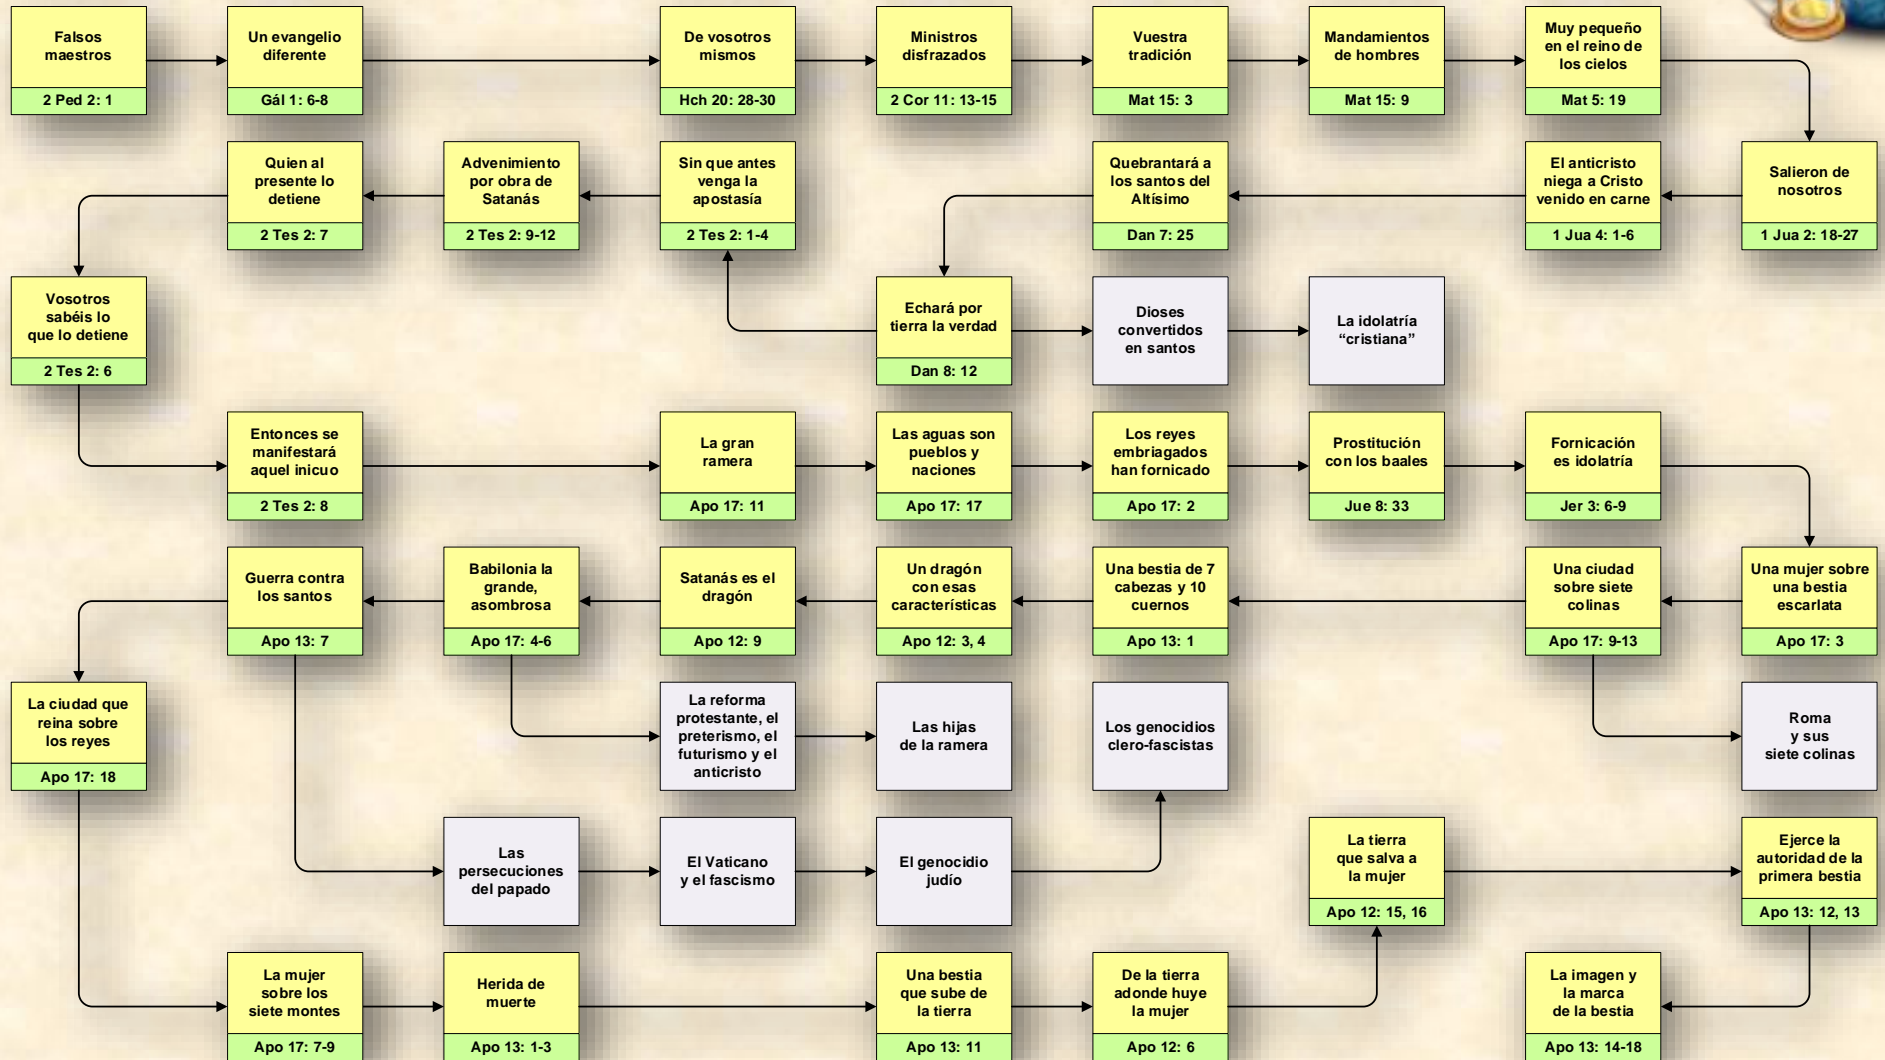 Falsos
maestros
2 Ped 2: 1
Un evangelio
diferente
Gál 1: 6-8
De vosotros
mismos
Hch 20: 28-30
Ministros
disfrazados
2 Cor 11: 13-15
Vuestra
tradición
Mat 15: 3
Mandamientos
de hombres
Mat 15: 9
Muy pequeño
en el reino de
los cielos
Mat 5: 19
Salieron de
nosotros
1 Jua 2: 18-27
El anticristo
niega a Cristo
venido en carne
1 Jua 4: 1-6
Quebrantará a
los santos del
Altísimo
Dan 7: 25
Echará por
tierra la verdad
Dan 8: 12
Dioses
convertidos
en santos
La idolatría
“cristiana”
Sin que antes
venga la
apostasía
2 Tes 2: 1-4
Advenimiento
por obra de
Satanás
2 Tes 2: 9-12
Quien al
presente lo
detiene
2 Tes 2: 7
Vosotros
sabéis lo
que lo detiene
2 Tes 2: 6
Entonces se
manifestará
aquel inicuo
2 Tes 2: 8
La gran
ramera
Apo 17: 11
Las aguas son
pueblos y
naciones
Apo 17: 17
Los reyes
embriagados
han fornicado
Apo 17: 2
Prostitución
con los baales
Jue 8: 33
Fornicación
es idolatría
Jer 3: 6-9
Una mujer sobre
una bestia
escarlata
Apo 17: 3
Una ciudad
sobre siete
colinas
Apo 17: 9-13
Roma
y sus
siete colinas
Una bestia de 7
cabezas y 10
cuernos
Apo 13: 1
Un dragón
con esas
características
Apo 12: 3, 4
Satanás es el
dragón
Apo 12: 9
Babilonia la
grande,
asombrosa
Apo 17: 4-6
La reforma
protestante, el
preterismo, el
futurismo y el
anticristo
Las hijas
de la ramera
Guerra contra
los santos
Apo 13: 7
Las
persecuciones
del papado
El Vaticano
y el fascismo
El genocidio
judío
Los genocidios
clero-fascistas
La ciudad que
reina sobre
los reyes
Apo 17: 18
La mujer
sobre los
siete montes
Apo 17: 7-9
Herida de
muerte
Apo 13: 1-3
Una bestia
que sube de
la tierra
Apo 13: 11
De la tierra
adonde huye
la mujer
Apo 12: 6
La tierra
que salva a
la mujer
Apo 12: 15, 16
Ejerce la
autoridad de la
primera bestia
Apo 13: 12, 13
La imagen y
la marca
de la bestia
Apo 13: 14-18